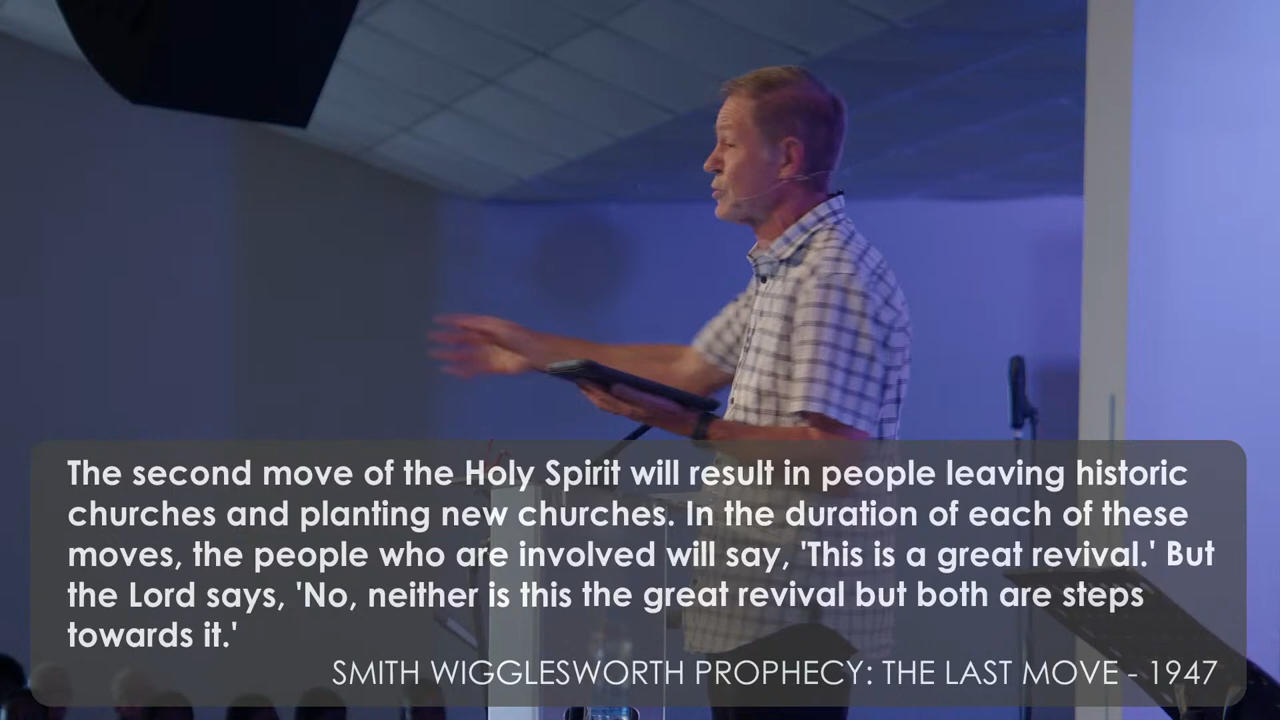 The second move of the Holy Spirit will result in people leaving historic
churches and planting new churches. In the duration of each of these
moves, the people who are involved will say, 'This is a great revival.' But
the Lord says, 'No, neither is this the great revival but both are steps
towards it.'
SMITH WIGGLESWORTH PROPHECY: THE LAST MOVE - 1947